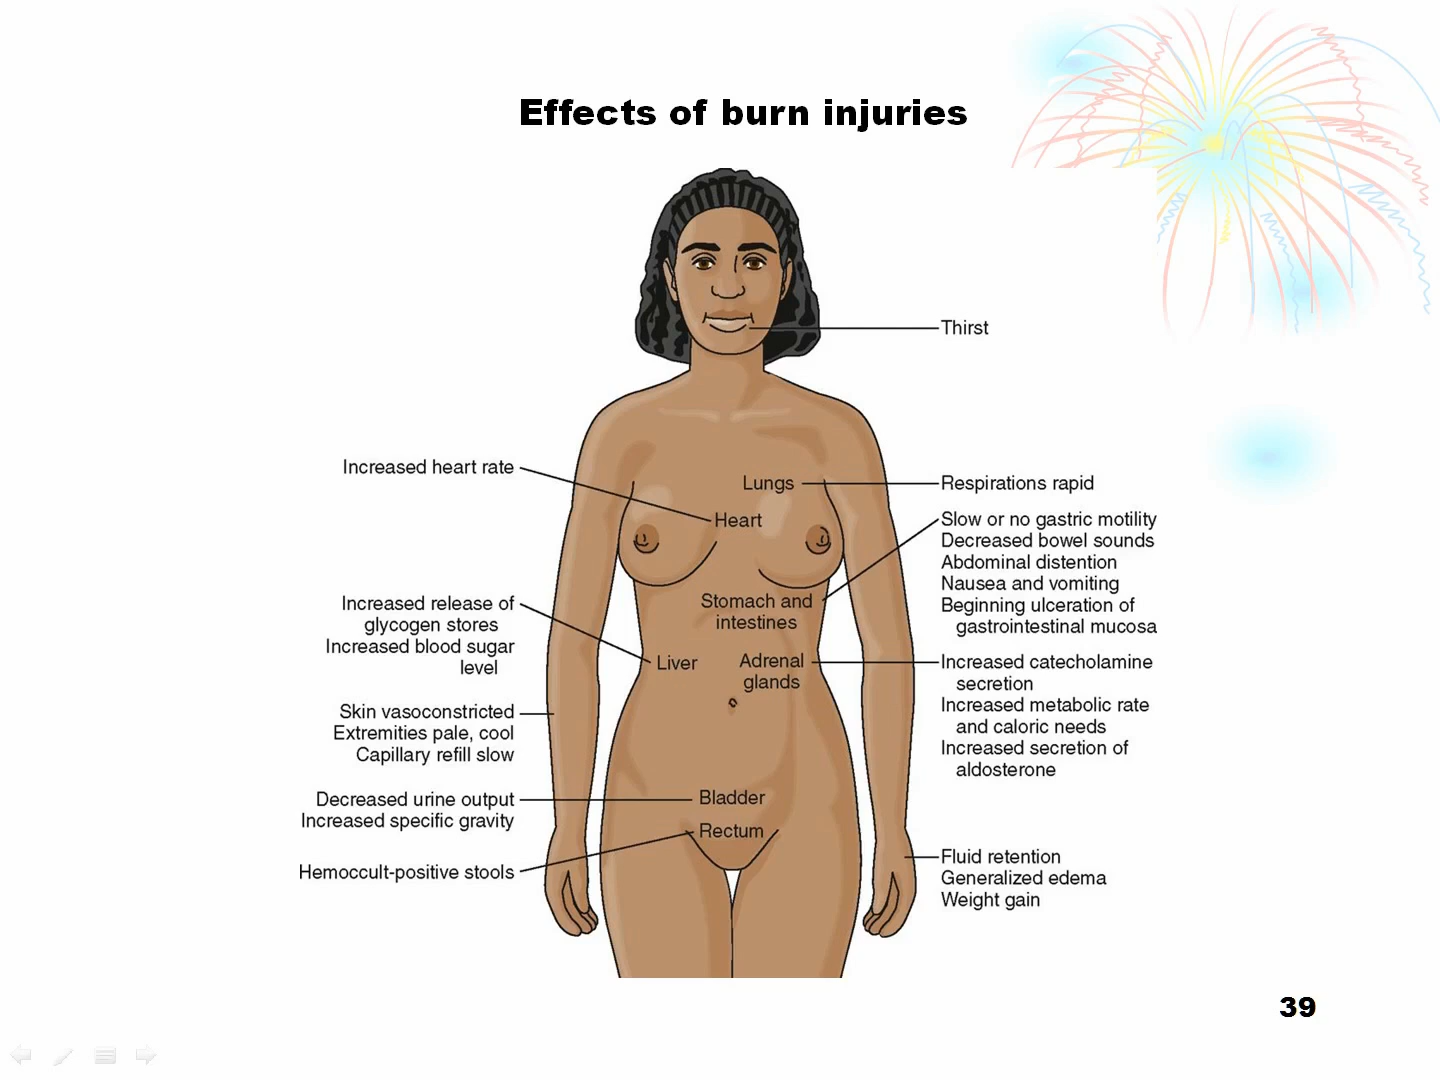 Effects of burn injuries
Thirst
Increased heart rate
Lungs
Respirations rapid
Heart
Slow or no gastric motility
Decreased bowel sounds
Abdominal distention
Nausea and vomiting
Beginning ulceration of
gastrointestinal mucosa
Stomach and
intestines
Increased release of
glycogen stores
Increased blood sugar
level
Liver
Adrenal
glands
Increased catecholamine
secretion
Increased metabolic rate
and caloric needs
Increased secretion of
aldosterone
Skin vasoconstricted
Extremities pale, cool
Capillary refill slow
Decreased urine output
Increased specific gravity
Bladder
Rectum
Hemoccult-positive stools
Fluid retention
Generalized edema
Weight gain
39